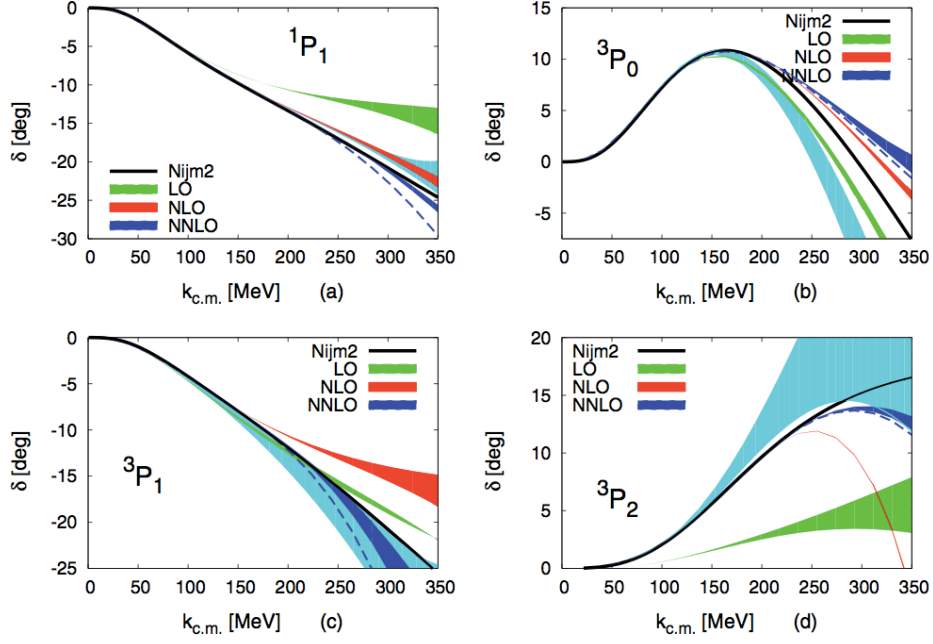 0
-5
-10
-15
-20
-25
-30
δ [deg]
¹P₁
Nijm2
LO
NLO
NNLO
0 50 100 150 200 250 300 350
k_c.m. [MeV] (a)
15
10
5
0
-5
δ [deg]
³P₀
Nijm2
LO
NLO
NNLO
0 50 100 150 200 250 300 350
k_c.m. [MeV] (b)
0
-5
-10
-15
-20
-25
δ [deg]
³P₁
Nijm2
LO
NLO
NNLO
0 50 100 150 200 250 300 350
k_c.m. [MeV] (c)
20
15
10
5
0
δ [deg]
³P₂
Nijm2
LO
NLO
NNLO
0 50 100 150 200 250 300 350
k_c.m. [MeV] (d)